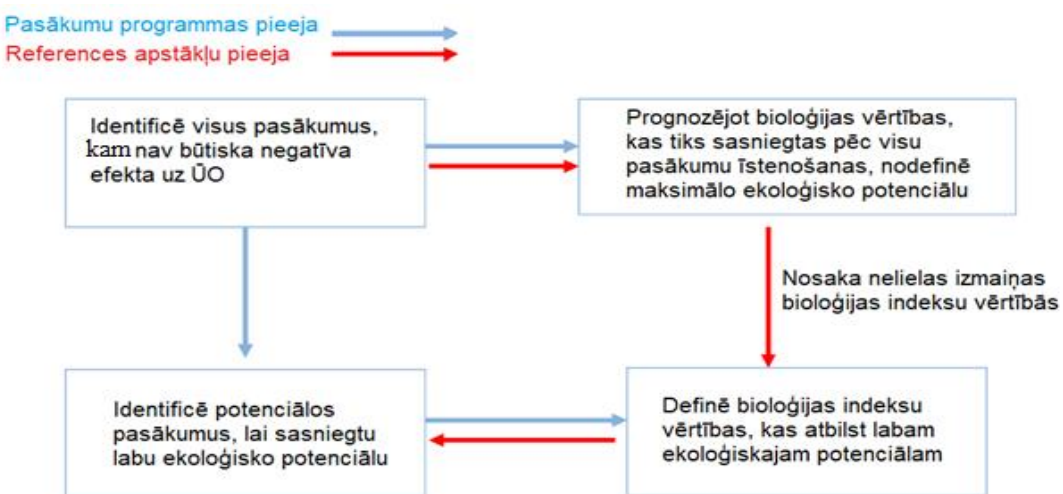 Pasākumu programmas pieeja
References apstākļu pieeja
Identificē visus pasākumus,
kam nav būtiska negatīva
efekta uz ŪO
Prognozējot bioloģijas vērtības,
kas tiks sasniegtas pēc visu
pasākumu īstenošanas, nodefinē
maksimālo ekoloģisko potenciālu
Nosaka nelielas izmaiņas
bioloģijas indeksu vērtībās
Identificē potenciālos
pasākumus, lai sasniegtu
labu ekoloģisko potenciālu
Definē bioloģijas indeksu
vērtības, kas atbilst labam
ekoloģiskajam potenciālam